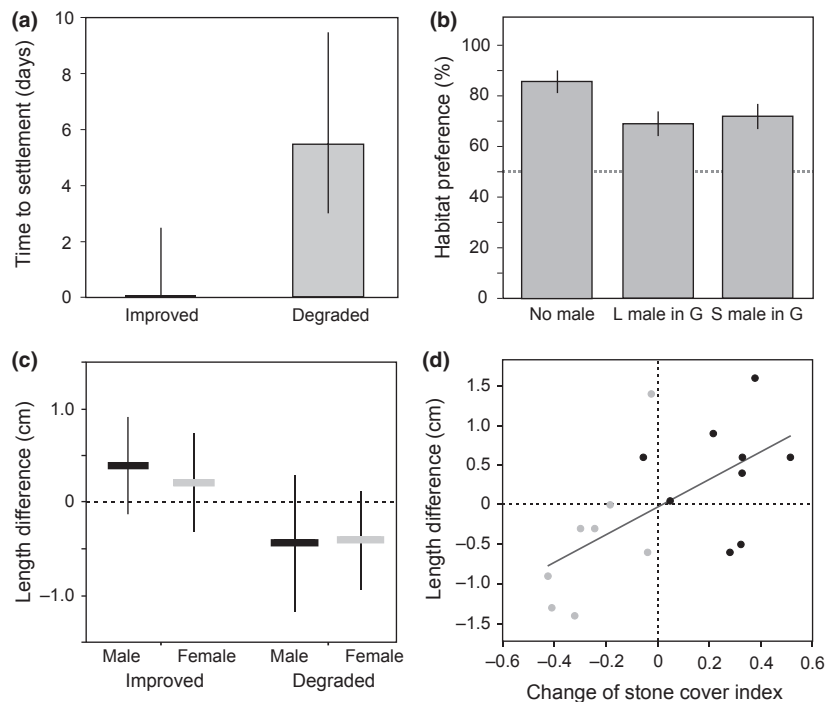 (a)
10
8
6
4
2
0
Time to settlement (days)
Improved
Degraded
(b)
100
80
60
40
20
0
Habitat preference (%)
No male
L male in G
S male in G
(c)
1.0
0
–1.0
Length difference (cm)
Male
Female
Male
Female
Improved
Degraded
(d)
1.5
1.0
0.5
0
–0.5
–1.0
–1.5
Length difference (cm)
–0.6
–0.4
–0.2
0
0.2
0.4
0.6
Change of stone cover index